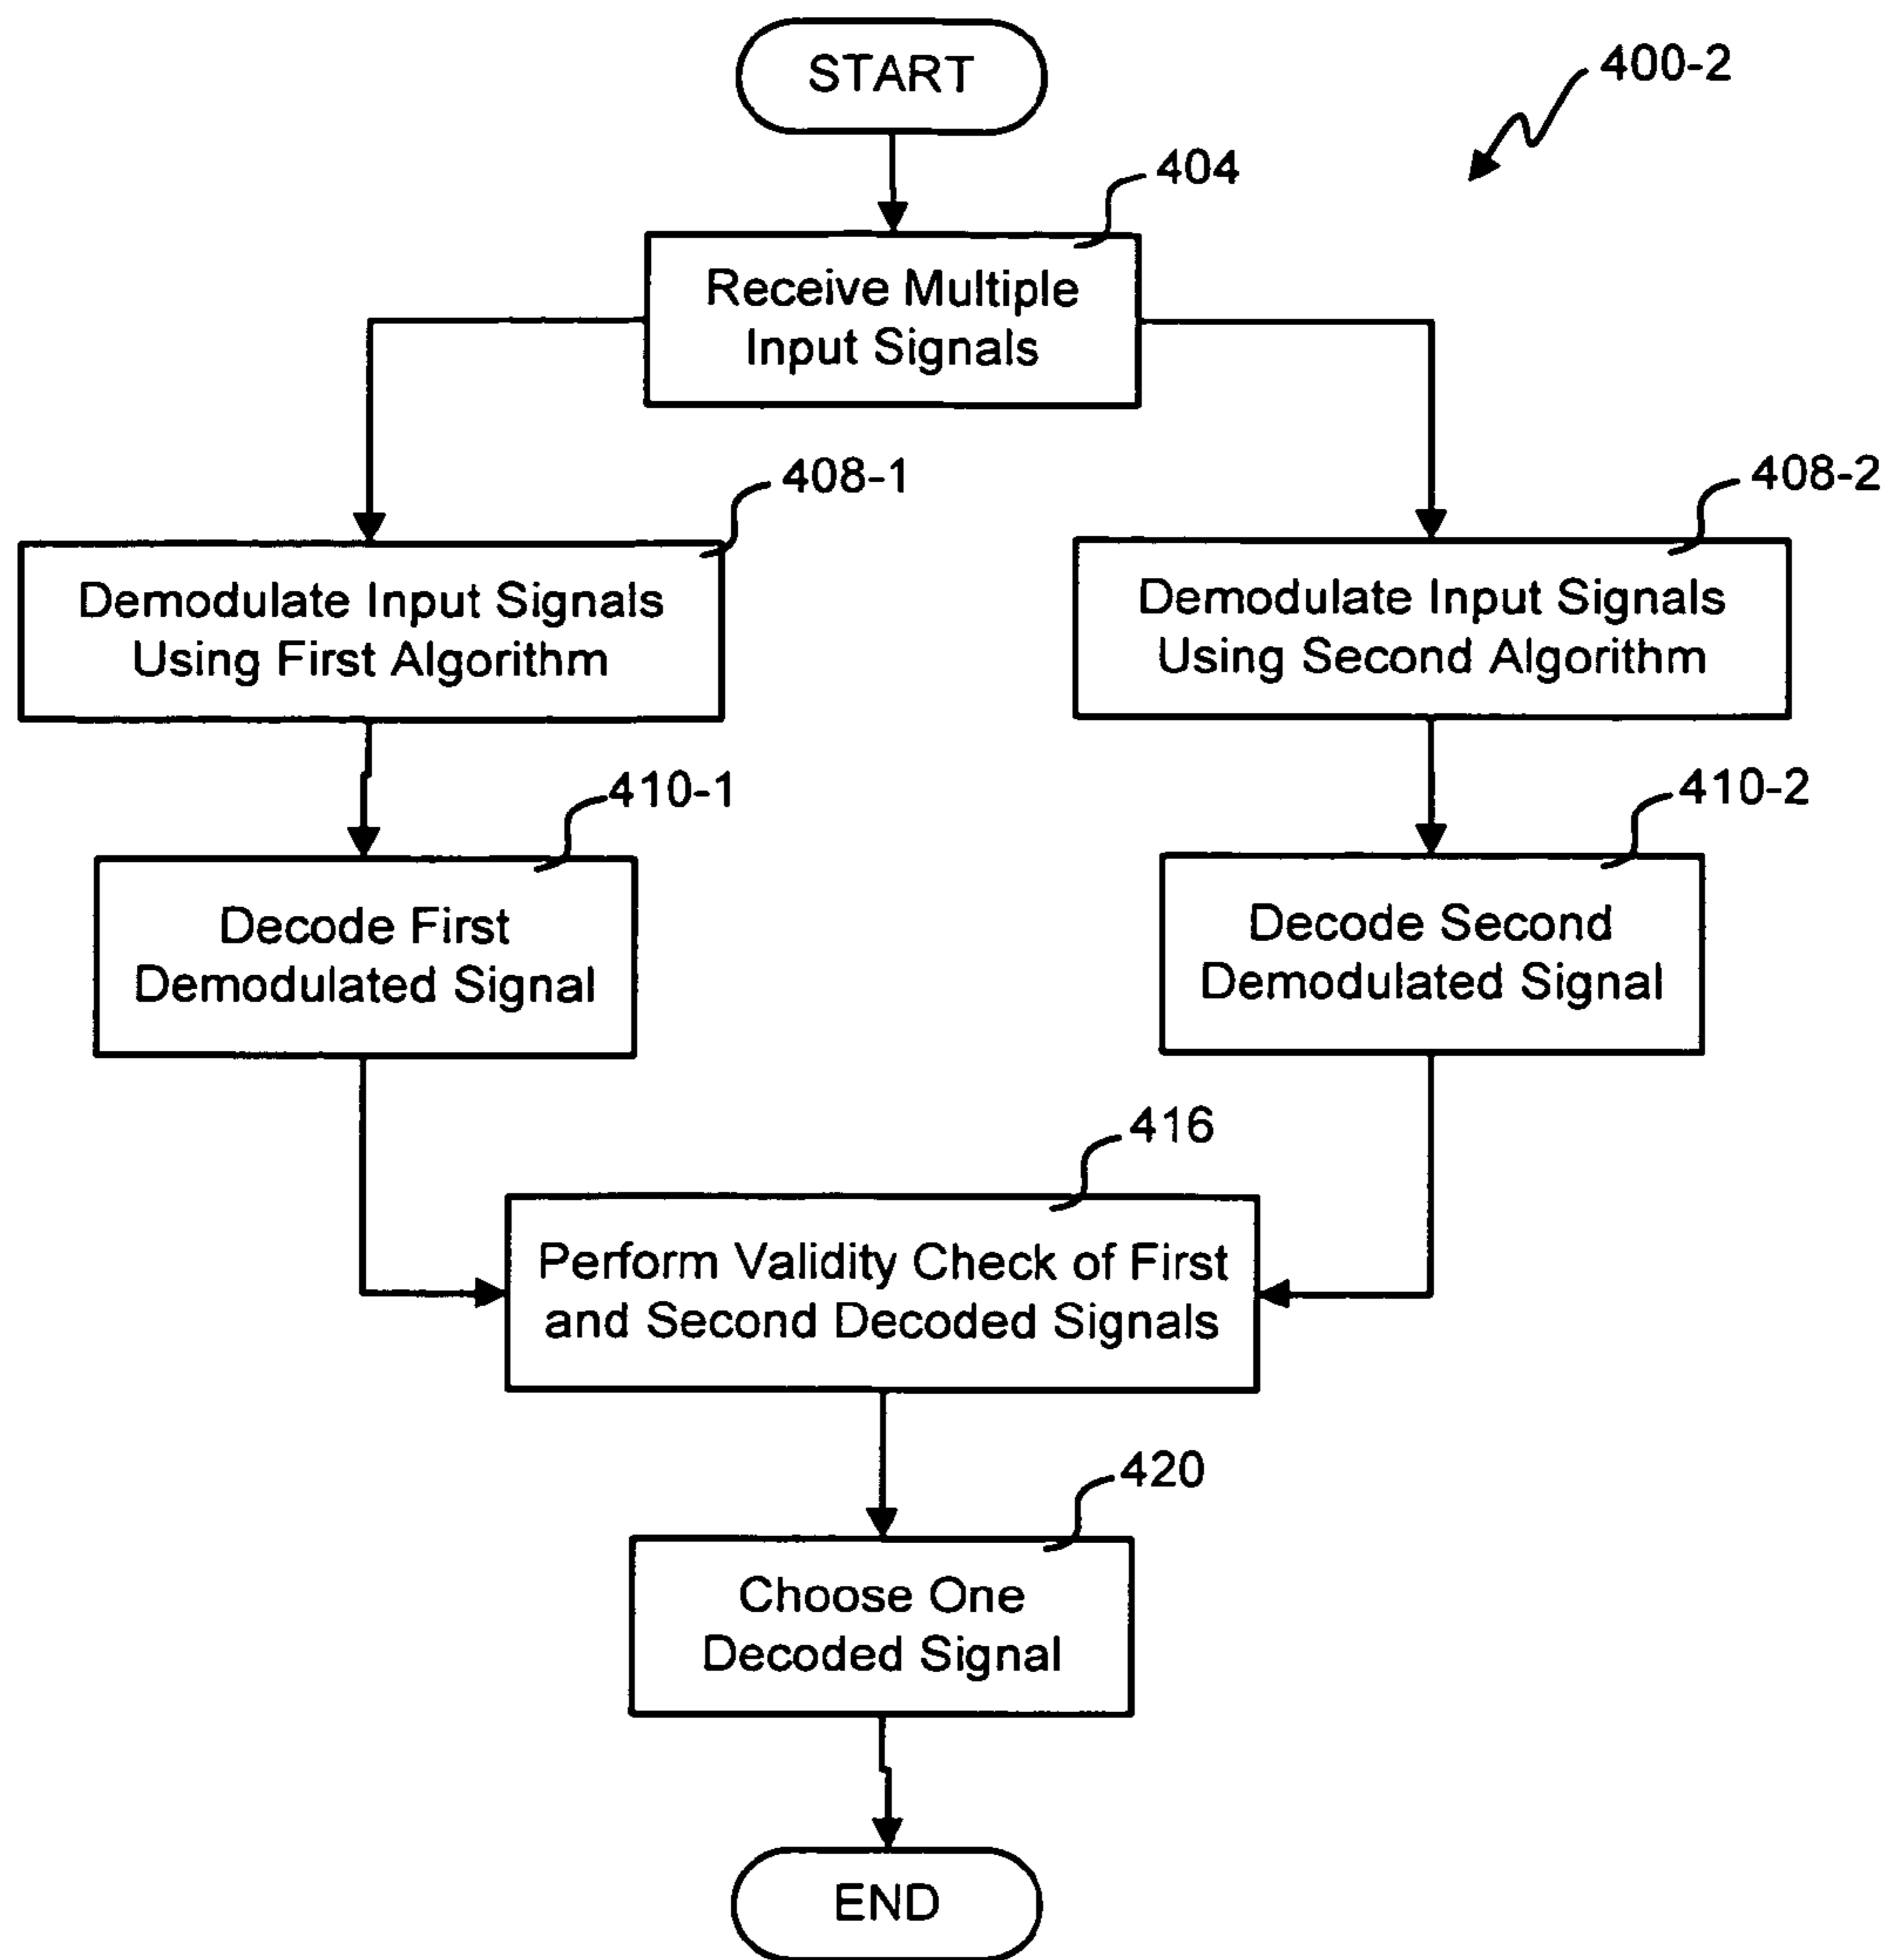 START
400-2
404
Receive Multiple
Input Signals
408-1
408-2
Demodulate Input Signals
Using First Algorithm
Demodulate Input Signals
Using Second Algorithm
410-1
410-2
Decode First
Demodulated Signal
Decode Second
Demodulated Signal
416
Perform Validity Check of First
and Second Decoded Signals
420
Choose One
Decoded Signal
END